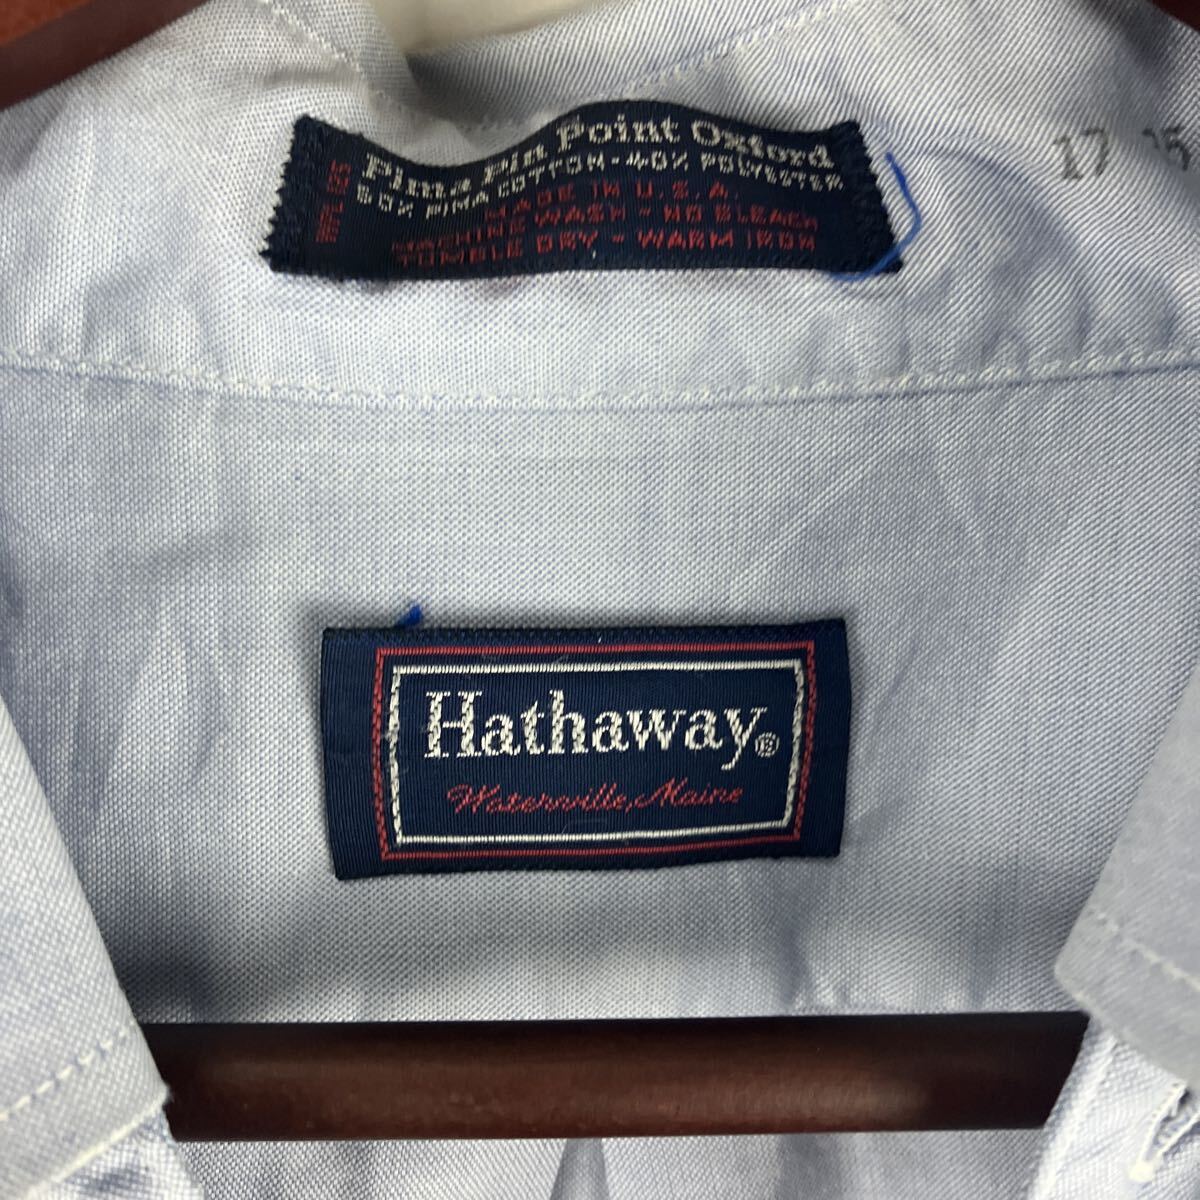 Pima Pin Point Oxford
60% PIMA COTTON - 40% POLYESTER
MADE IN U.S.A.
MACHINE WASH - NO BLEACH
TUMBLE DRY - WARM IRON
17 15
Hathaway®
Waterville, Maine